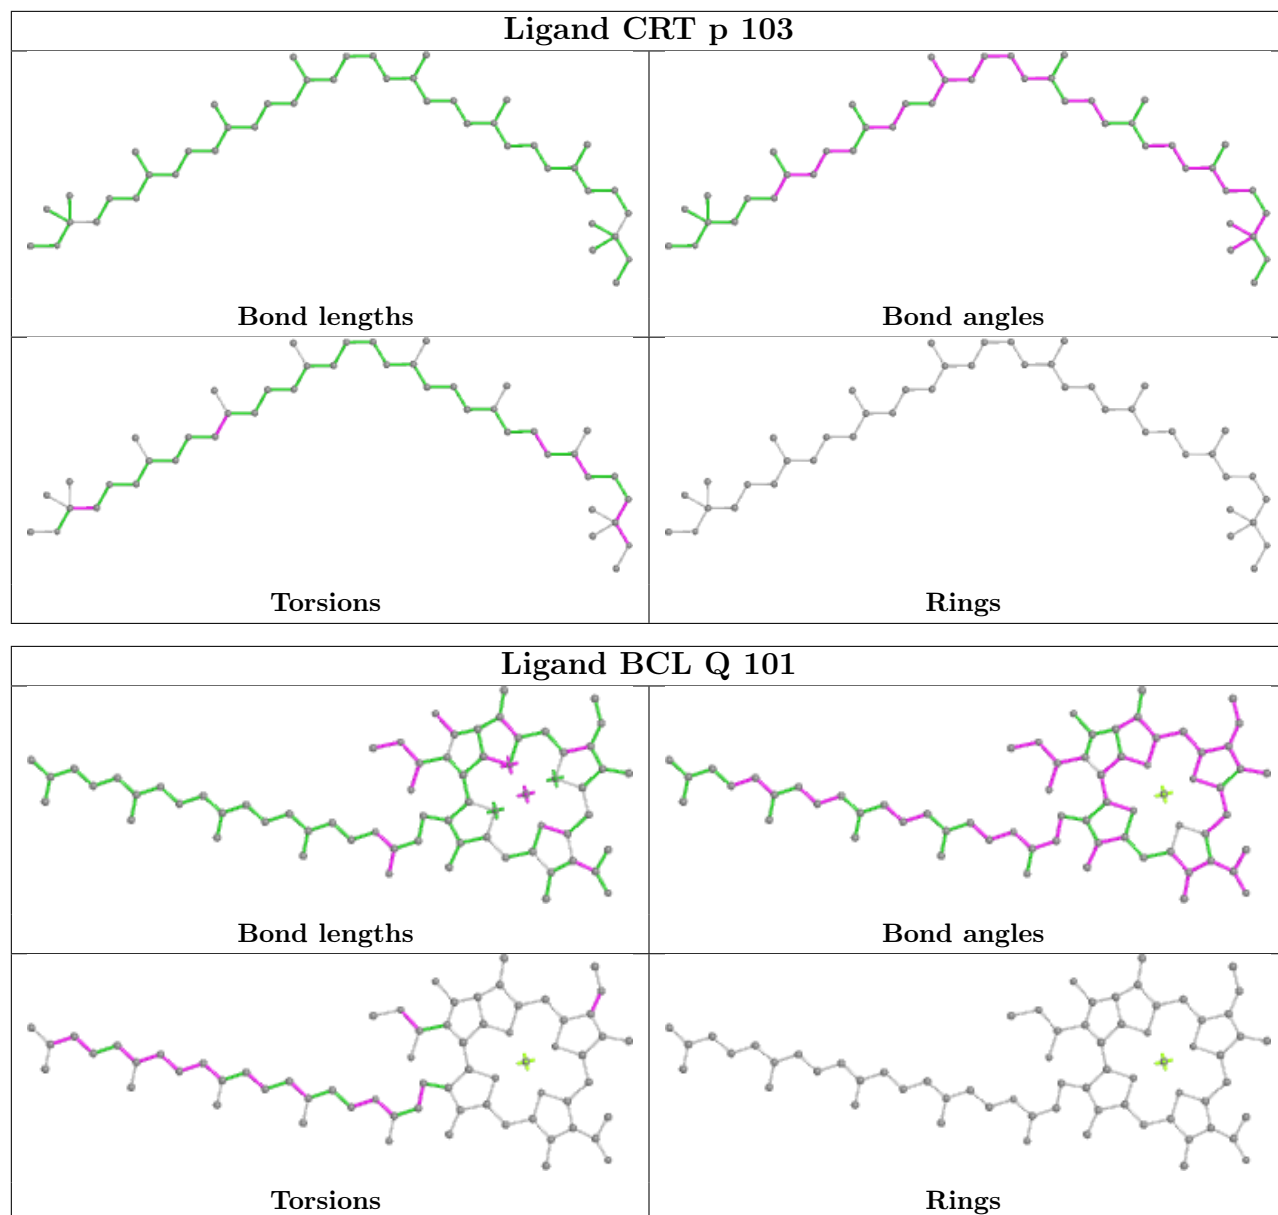 Ligand CRT p 103
Bond lengths
Bond angles
Torsions
Rings
Ligand BCL Q 101
Bond lengths
Bond angles
Torsions
Rings